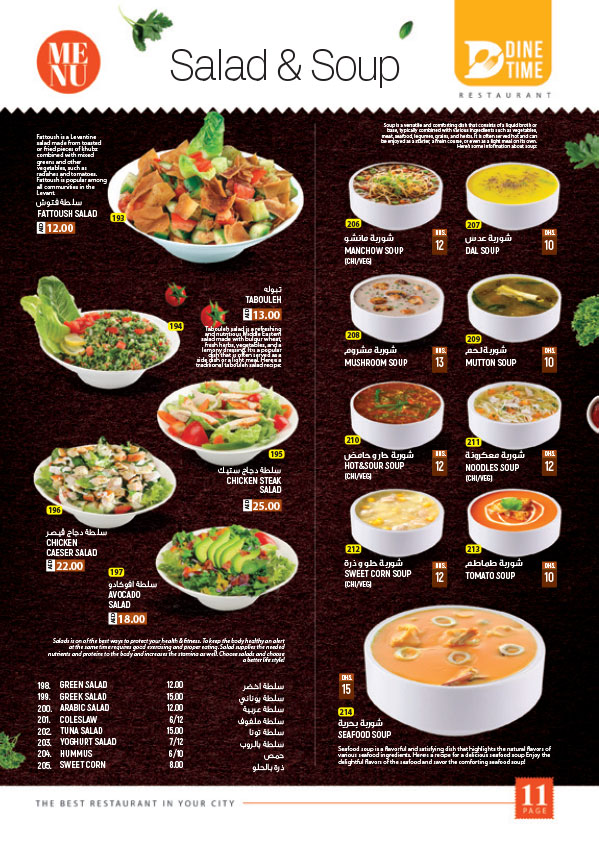 ME
NU
Salad & Soup
DINE
TIME
RESTAURANT
Fattoush is a Levantine
salad made from toasted
or fried pieces of khubz
combined with mixed
greens and other
vegetables, such as
radishes and tomatoes.
Fattoush is popular among
all communities in the
Levant.
سلطة فتوش
FATTOUSH SALAD
AED 12.00
193
تبوله
TABOULEH
AED 13.00
194
Tabouleh salad is a refreshing
and nutritious Middle Eastern
salad made with bulgur wheat,
fresh herbs, vegetables, and a
lemony dressing. It's a popular
dish that is often served as a
side dish or a light meal. Here's a
traditional tabouleh salad recipe
195
سلطة دجاج ستيك
CHICKEN STEAK
SALAD
AED 25.00
196
سلطة دجاج قيصر
CHICKEN
CAESER SALAD
AED 22.00
197
سلطة افوكادو
AVOCADO
SALAD
AED 18.00
Salads is on of the best ways to protect your health & fitness. To keep the body healthy an alert
at the same time requires good exercising and proper eating. Salad supplies the needed
nutrients and proteins to the body and increases the stamina as well. Choose salads and choose
a better life style!
198. GREEN SALAD 12.00 سلطة اخضر
199. GREEK SALAD 15.00 سلطة يوناني
200. ARABIC SALAD 12.00 سلطة عربية
201. COLESLAW 6/12 سلطة ملفوف
202. TUNA SALAD 15.00 سلطة تونا
203. YOGHURT SALAD 7/12 سلطة بالروب
204. HUMMUS 6/10 حمص
205. SWEET CORN 8.00 ذرة بالحلو
Soup is a versatile and comforting dish that consists of a liquid broth or
base, typically combined with various ingredients such as vegetables,
meat, seafood, legumes, grains, and herbs. It is often served hot and can
be enjoyed as a starter, a main course, or even as a light meal on its own.
Here's some information about soup:
206
شوربة مانشو
MANCHOW SOUP
(CHI/VEG)
DHS.
12
207
شوربة عدس
DAL SOUP
DHS.
10
208
شوربة مشروم
MUSHROOM SOUP
DHS.
13
209
شوربة لحم
MUTTON SOUP
DHS.
10
210
شوربة حار و حامض
HOT&SOUR SOUP
(CHI/VEG)
DHS.
12
211
شوربة معكرونة
NOODLES SOUP
(CHI/VEG)
DHS.
12
212
شوربة حلو و ذرة
SWEET CORN SOUP
(CHI/VEG)
DHS.
12
213
شوربة طماطم
TOMATO SOUP
DHS.
10
DHS.
15
214
شوربة بحرية
SEAFOOD SOUP
Seafood soup is a flavorful and satisfying dish that highlights the natural flavors of
various seafood ingredients. Here's a recipe for a delicious seafood soup Enjoy the
delightful flavors of the seafood and savor the comforting seafood soup!
THE BEST RESTAURANT IN YOUR CITY
11
PAGE